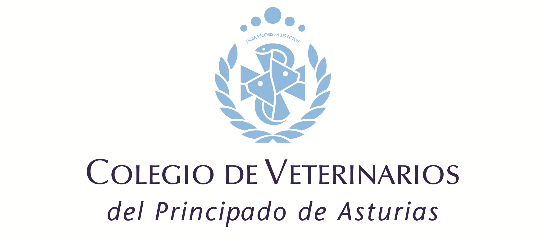 COLEGIO DE VETERINARIOS
del Principado de Asturias